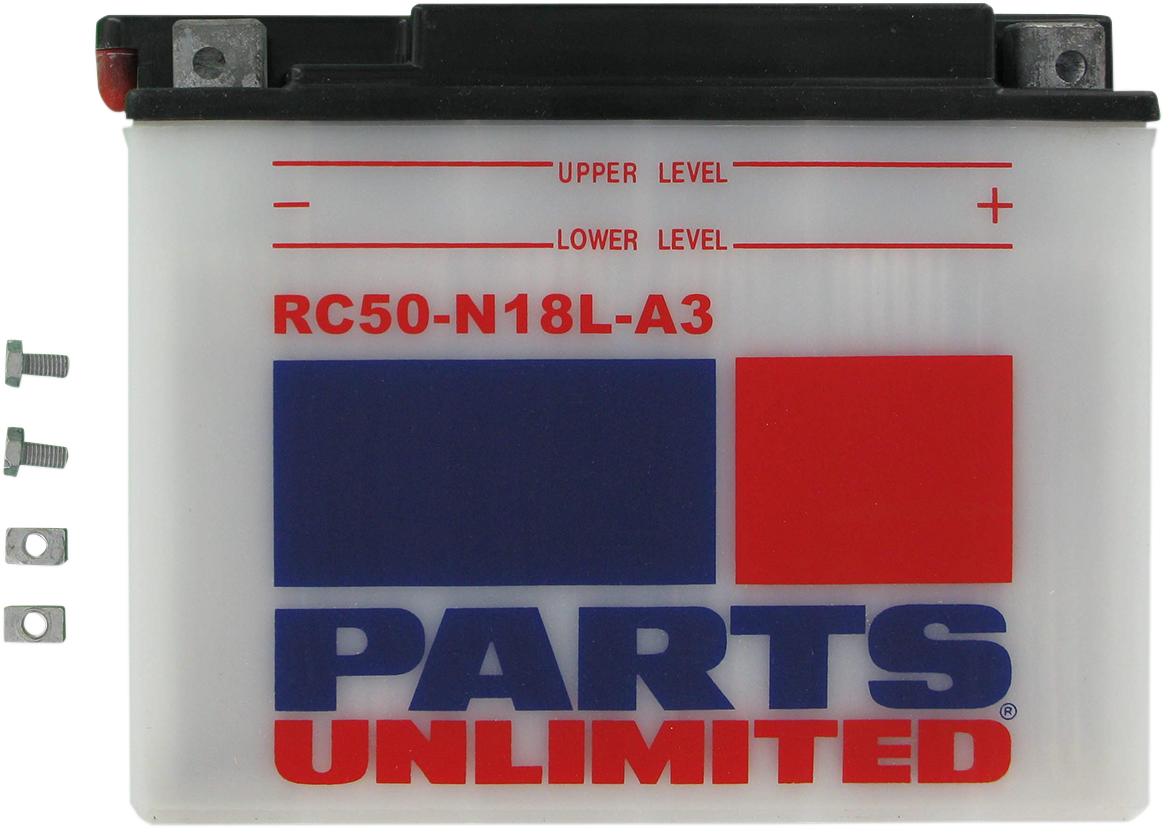 UPPER LEVEL
− +
LOWER LEVEL
RC50-N18L-A3
PARTS
UNLIMITED®